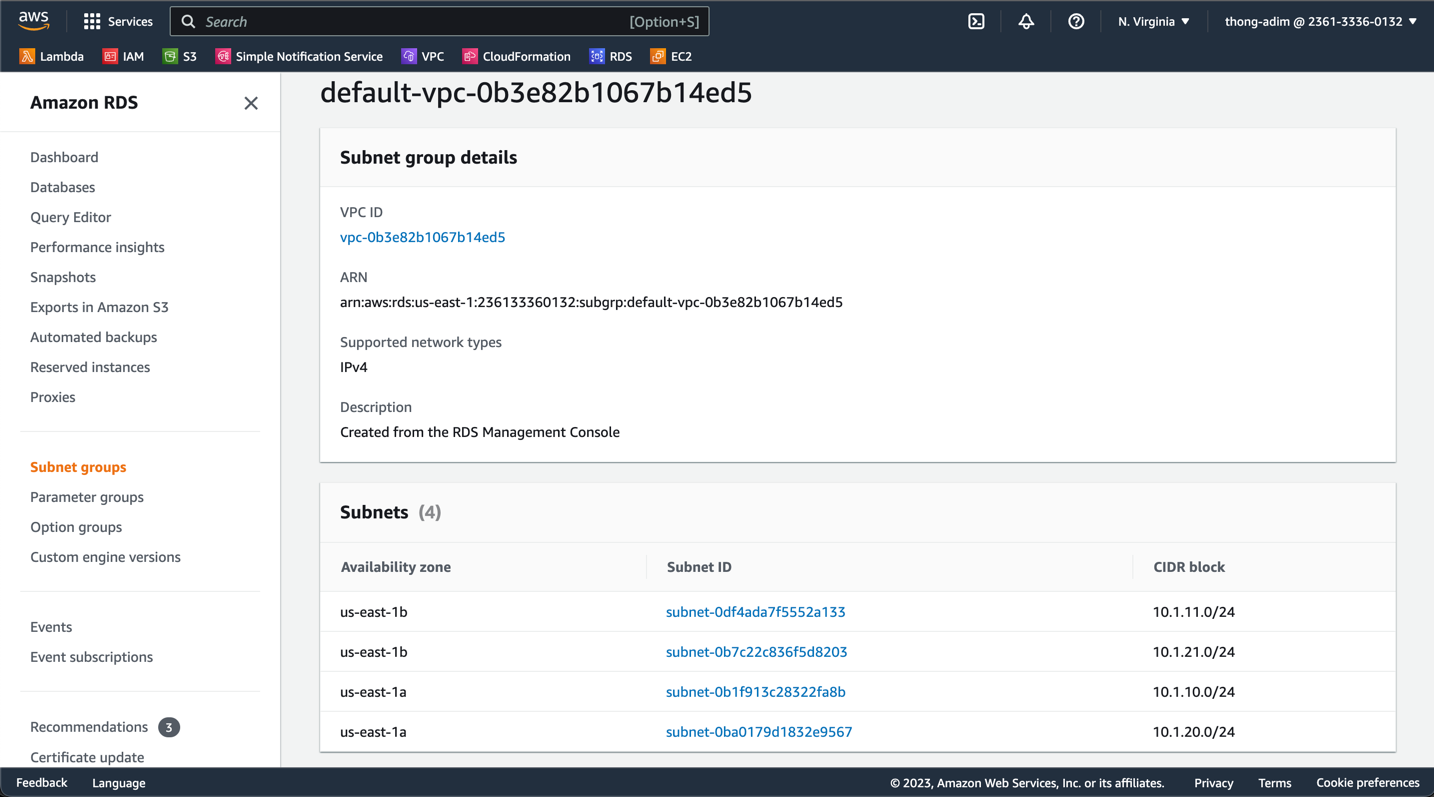 aws
Services
Search
[Option+S]
N. Virginia
thong-adim @ 2361-3336-0132
Lambda
IAM
S3
Simple Notification Service
VPC
CloudFormation
RDS
EC2
Amazon RDS
Dashboard
Databases
Query Editor
Performance insights
Snapshots
Exports in Amazon S3
Automated backups
Reserved instances
Proxies
Subnet groups
Parameter groups
Option groups
Custom engine versions
Events
Event subscriptions
Recommendations 3
Certificate update
default-vpc-0b3e82b1067b14ed5
Subnet group details
VPC ID
vpc-0b3e82b1067b14ed5
ARN
arn:aws:rds:us-east-1:236133360132:subgrp:default-vpc-0b3e82b1067b14ed5
Supported network types
IPv4
Description
Created from the RDS Management Console
Subnets (4)
Availability zone Subnet ID CIDR block
us-east-1b subnet-0df4ada7f5552a133 10.1.11.0/24
us-east-1b subnet-0b7c22c836f5d8203 10.1.21.0/24
us-east-1a subnet-0b1f913c28322fa8b 10.1.10.0/24
us-east-1a subnet-0ba0179d1832e9567 10.1.20.0/24
Feedback
Language
© 2023, Amazon Web Services, Inc. or its affiliates.
Privacy
Terms
Cookie preferences